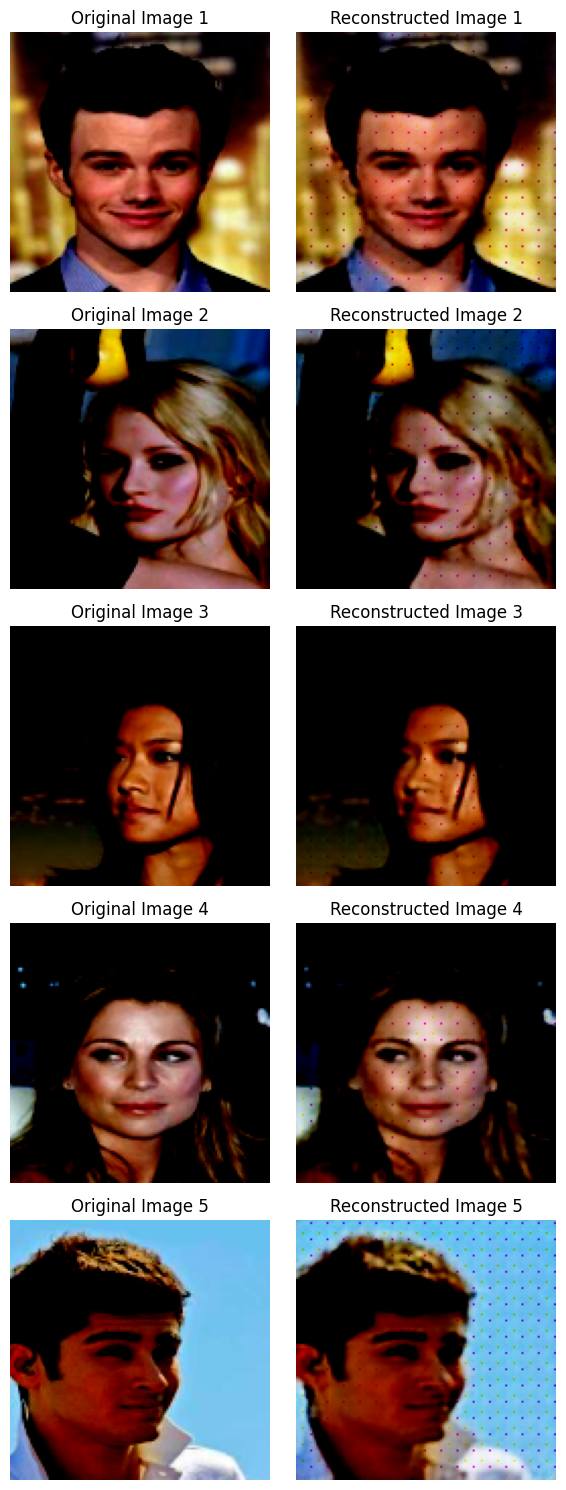 Original Image 1
Reconstructed Image 1
Original Image 2
Reconstructed Image 2
Original Image 3
Reconstructed Image 3
Original Image 4
Reconstructed Image 4
Original Image 5
Reconstructed Image 5